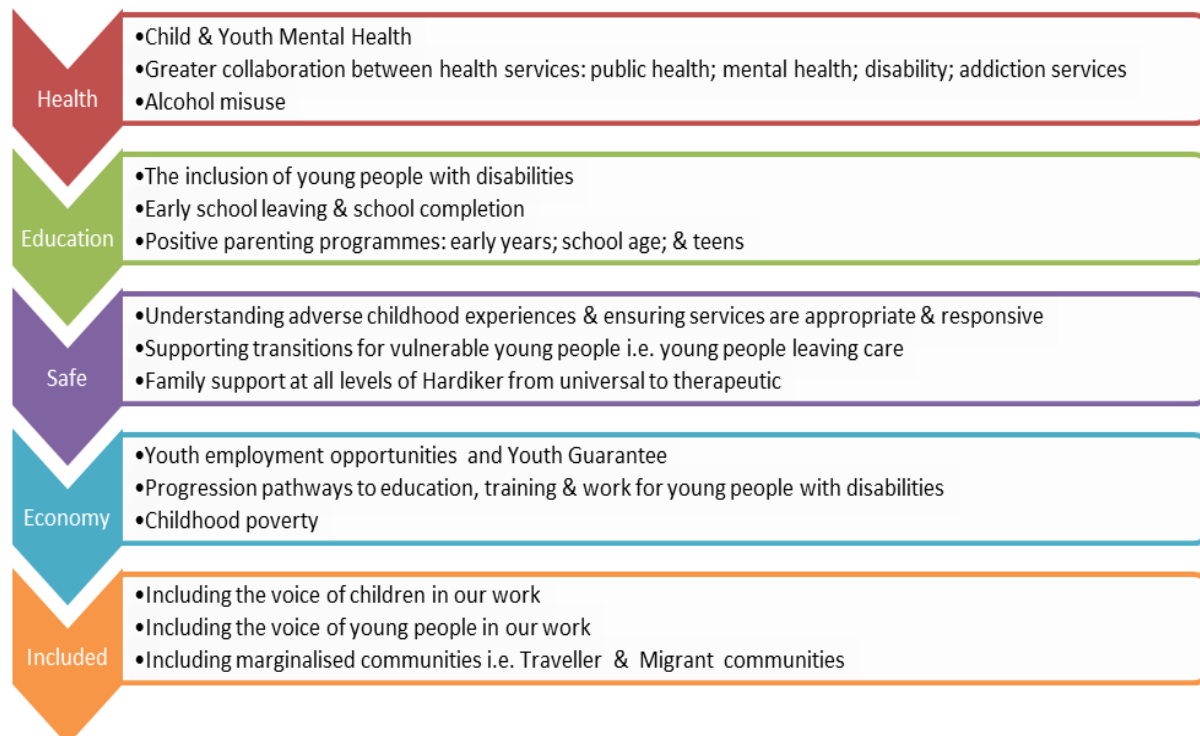 Health
•Child & Youth Mental Health
•Greater collaboration between health services: public health; mental health; disability; addiction services
•Alcohol misuse
Education
•The inclusion of young people with disabilities
•Early school leaving & school completion
•Positive parenting programmes: early years; school age; & teens
Safe
•Understanding adverse childhood experiences & ensuring services are appropriate & responsive
•Supporting transitions for vulnerable young people i.e. young people leaving care
•Family support at all levels of Hardiker from universal to therapeutic
Economy
•Youth employment opportunities and Youth Guarantee
•Progression pathways to education, training & work for young people with disabilities
•Childhood poverty
Included
•Including the voice of children in our work
•Including the voice of young people in our work
•Including marginalised communities i.e. Traveller & Migrant communities